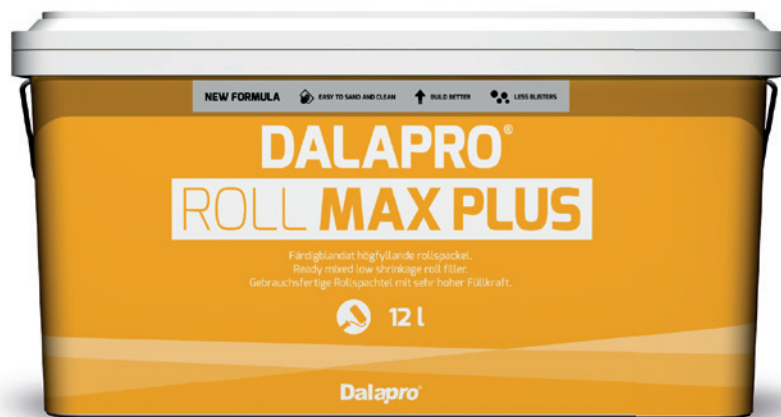 NEW FORMULA EASY TO SAND AND CLEAN BUILD BETTER LESS BLISTERS
DALAPRO®
ROLL MAX PLUS
Färdigblandat högfyllande rollspackel.
Ready mixed low shrinkage roll filler.
Gebrauchsfertige Rollspachtel mit sehr hoher Füllkraft.
12 l
Dalapro®